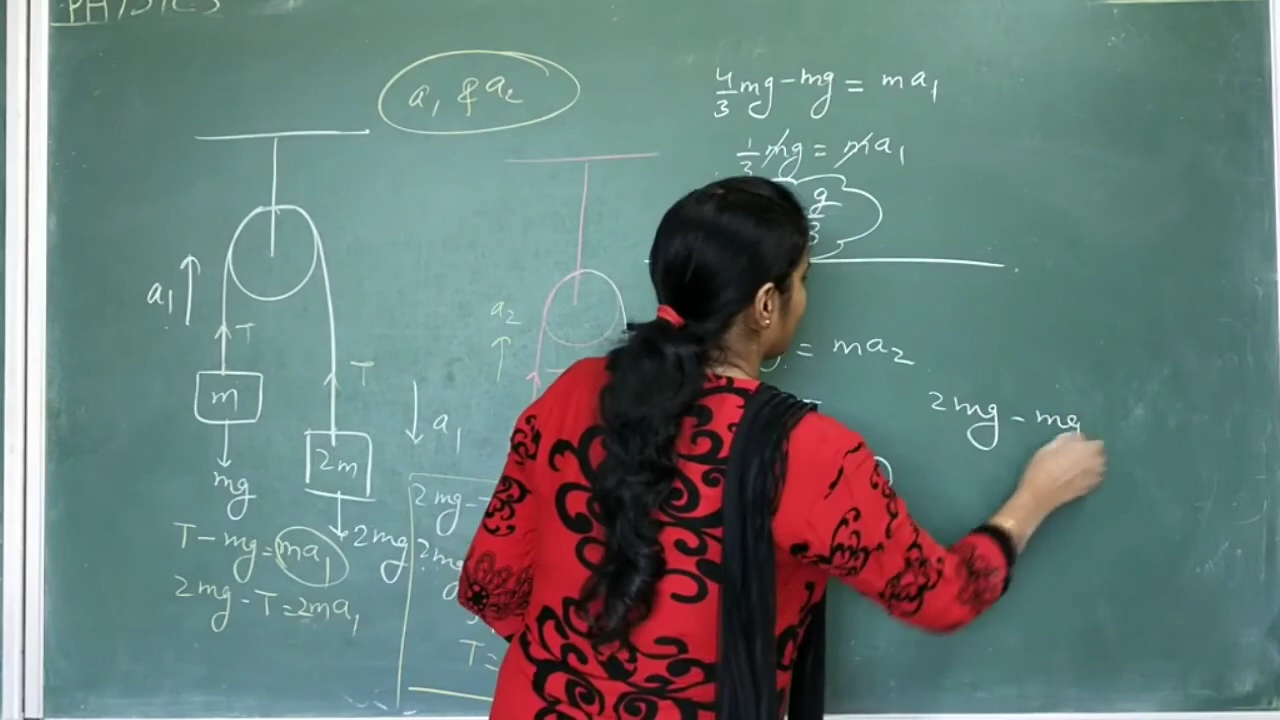 PHYSICS
a₁ & a₂
a₁ ↑
T
T
m
2m
mg
2mg
↓ a₁
T - mg = ma₁
2mg - T = 2ma₁
2mg -
2mg
T =
a₂
↑
4/3 mg - mg = ma₁
1/3 mg = ma₁
g/3
= ma₂
2mg - mg